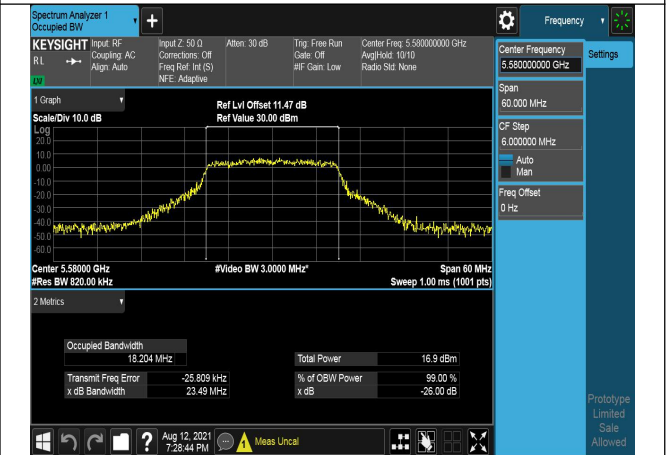 Spectrum Analyzer 1
Occupied BW
Frequency
KEYSIGHT Input: RF Input Z: 50 Ω Atten: 30 dB Trig: Free Run Center Freq: 5.580000000 GHz
RL Coupling: AC Corrections: Off Gate: Off Avg|Hold: 10/10
Align: Auto Freq Ref: Int (S) #IF Gain: Low Radio Std: None
NFE: Adaptive
Center Frequency
5.580000000 GHz
Settings
Span
60.000 MHz
CF Step
6.000000 MHz
Auto
Man
Freq Offset
0 Hz
1 Graph
Ref Lvl Offset 11.47 dB
Scale/Div 10.0 dB Ref Value 30.00 dBm
Log
20.0
10.0
0.00
-10.0
-20.0
-30.0
-40.0
-50.0
-60.0
Center 5.58000 GHz #Video BW 3.0000 MHz* Span 60 MHz
#Res BW 820.00 kHz Sweep 1.00 ms (1001 pts)
2 Metrics
Occupied Bandwidth
18.204 MHz Total Power 16.9 dBm
Transmit Freq Error -25.809 kHz % of OBW Power 99.00 %
x dB Bandwidth 23.49 MHz x dB -26.00 dB
Prototype
Limited
Sale
Allowed
? Aug 12, 2021
7:28:44 PM
Meas Uncal